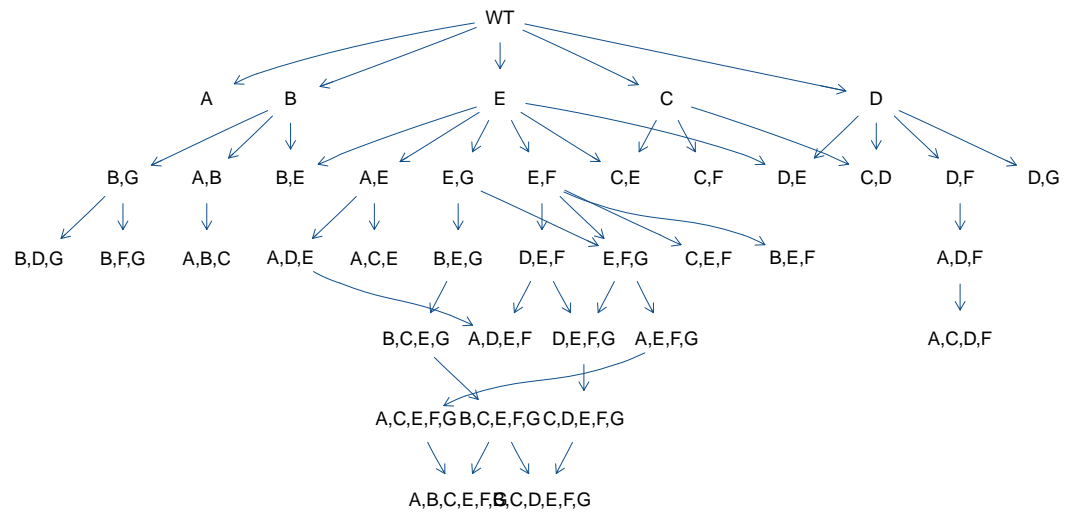 WT
A B E C D
B,G A,B B,E A,E E,G E,F C,E C,F D,E C,D D,F D,G
B,D,G B,F,G A,B,C A,D,E A,C,E B,E,G D,E,F E,F,G C,E,F B,E,F A,D,F
B,C,E,G A,D,E,F D,E,F,G A,E,F,G A,C,D,F
A,C,E,F,G B,C,E,F,G C,D,E,F,G
A,B,C,E,F,G B,C,D,E,F,G